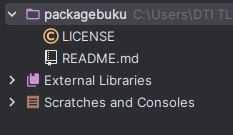 packagebuku C:\Users\DTI TL
LICENSE
README.md
External Libraries
Scratches and Consoles